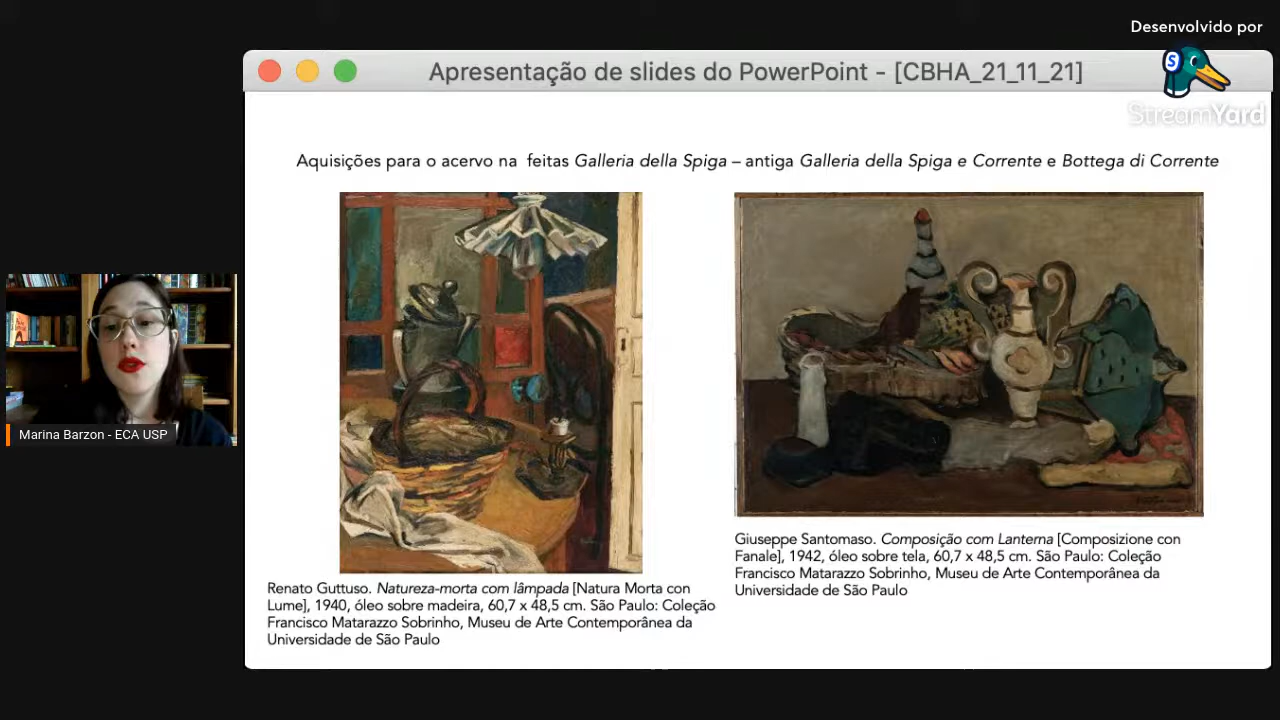 Desenvolvido por
StreamYard
Apresentação de slides do PowerPoint - [CBHA_21_11_21]
Aquisições para o acervo na feitas Galleria della Spiga – antiga Galleria della Spiga e Corrente e Bottega di Corrente
Marina Barzon - ECA USP
Renato Guttuso. Natureza-morta com lâmpada [Natura Morta con
Lume], 1940, óleo sobre madeira, 60,7 x 48,5 cm. São Paulo: Coleção
Francisco Matarazzo Sobrinho, Museu de Arte Contemporânea da
Universidade de São Paulo
Giuseppe Santomaso. Composição com Lanterna [Composizione con
Fanale], 1942, óleo sobre tela, 60,7 x 48,5 cm. São Paulo: Coleção
Francisco Matarazzo Sobrinho, Museu de Arte Contemporânea da
Universidade de São Paulo